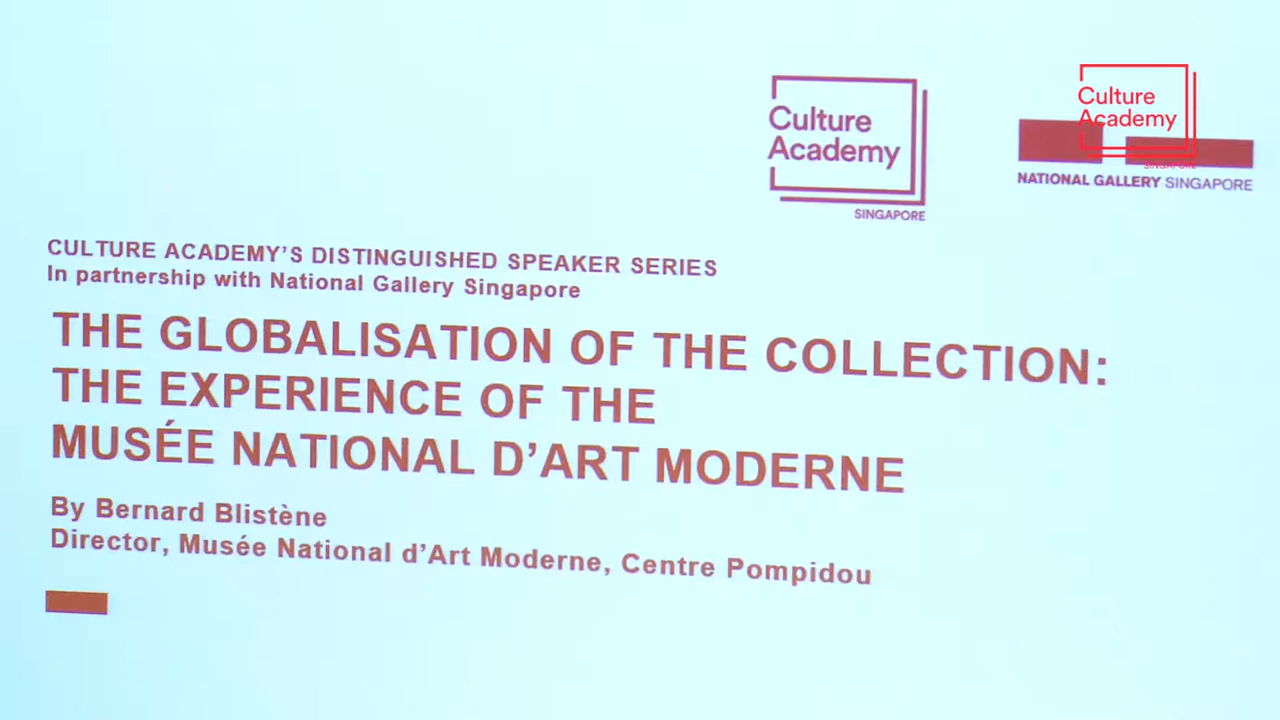 Culture
Academy
SINGAPORE
Culture
Academy
SINGAPORE
NATIONAL GALLERY SINGAPORE
CULTURE ACADEMY'S DISTINGUISHED SPEAKER SERIES
In partnership with National Gallery Singapore
THE GLOBALISATION OF THE COLLECTION:
THE EXPERIENCE OF THE
MUSÉE NATIONAL D'ART MODERNE
By Bernard Blistène
Director, Musée National d'Art Moderne, Centre Pompidou